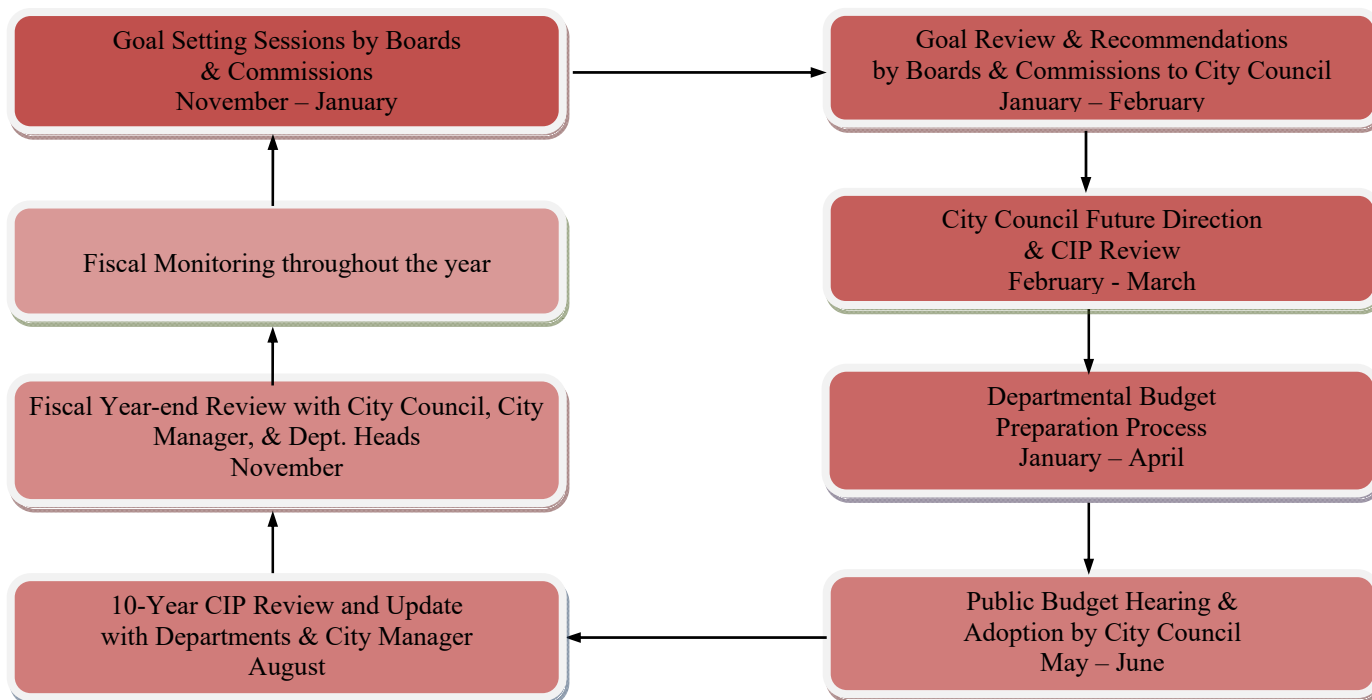 Goal Setting Sessions by Boards
& Commissions
November – January
Goal Review & Recommendations
by Boards & Commissions to City Council
January – February
City Council Future Direction
& CIP Review
February - March
Departmental Budget
Preparation Process
January – April
Public Budget Hearing &
Adoption by City Council
May – June
10-Year CIP Review and Update
with Departments & City Manager
August
Fiscal Year-end Review with City Council, City
Manager, & Dept. Heads
November
Fiscal Monitoring throughout the year